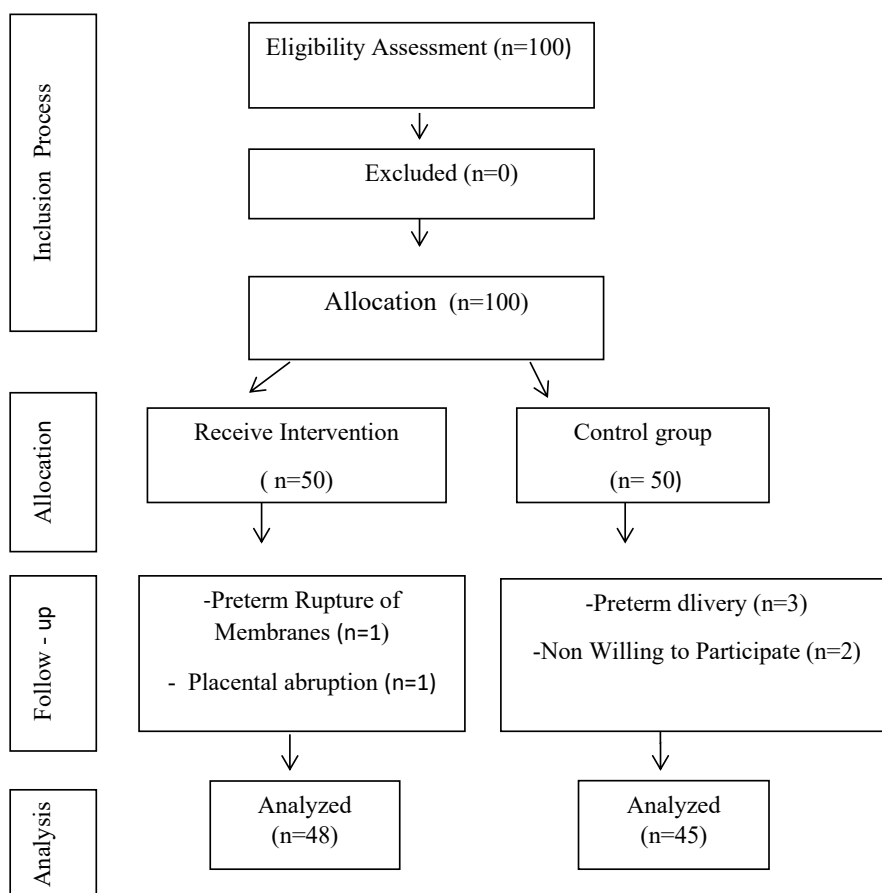 Inclusion Process
Eligibility Assessment (n=100)
Excluded (n=0)
Allocation (n=100)
Allocation
Receive Intervention
( n=50)
Control group
(n= 50)
Follow - up
-Preterm Rupture of
Membranes (n=1)
- Placental abruption (n=1)
-Preterm dlivery (n=3)
-Non Willing to Participate (n=2)
Analysis
Analyzed
(n=48)
Analyzed
(n=45)